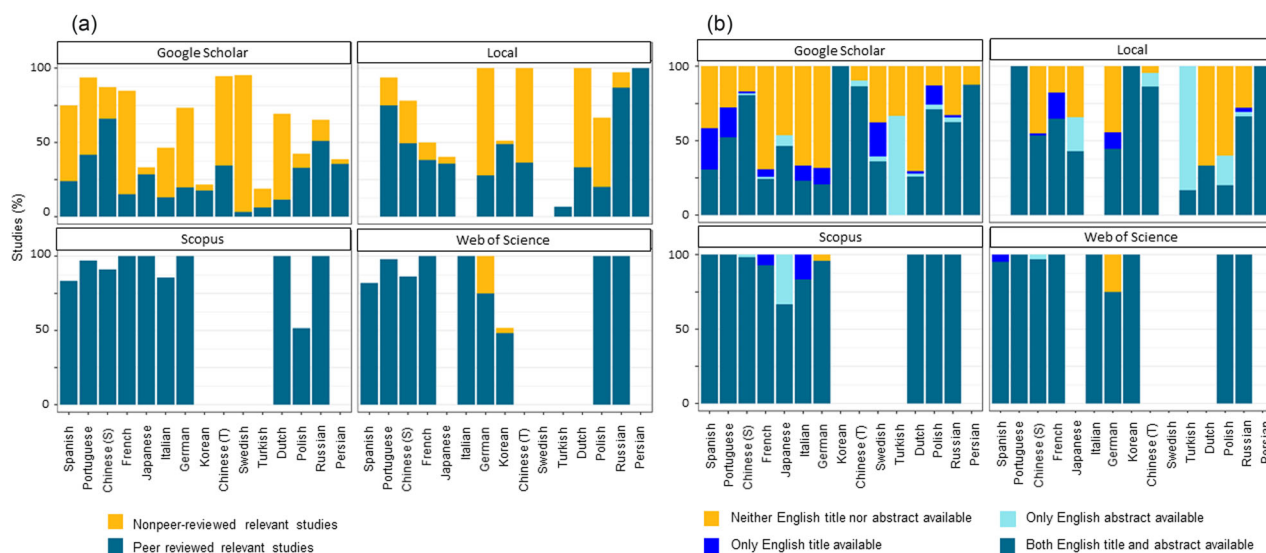 (a)
Google Scholar
Local
100
50
0
Studies (%)
Scopus
Web of Science
100
50
0
Spanish
Portuguese
Chinese (S)
French
Japanese
Italian
German
Korean
Chinese (T)
Swedish
Turkish
Dutch
Polish
Russian
Persian
Spanish
Portuguese
Chinese (S)
French
Japanese
Italian
German
Korean
Chinese (T)
Swedish
Turkish
Dutch
Polish
Russian
Persian
Nonpeer-reviewed relevant studies
Peer reviewed relevant studies
(b)
Google Scholar
Local
100
50
0
Scopus
Web of Science
100
50
0
Spanish
Portuguese
Chinese (S)
French
Japanese
Italian
German
Korean
Chinese (T)
Swedish
Turkish
Dutch
Polish
Russian
Persian
Spanish
Portuguese
Chinese (S)
French
Japanese
Italian
German
Korean
Chinese (T)
Swedish
Turkish
Dutch
Polish
Russian
Persian
Neither English title nor abstract available
Only English abstract available
Only English title available
Both English title and abstract available